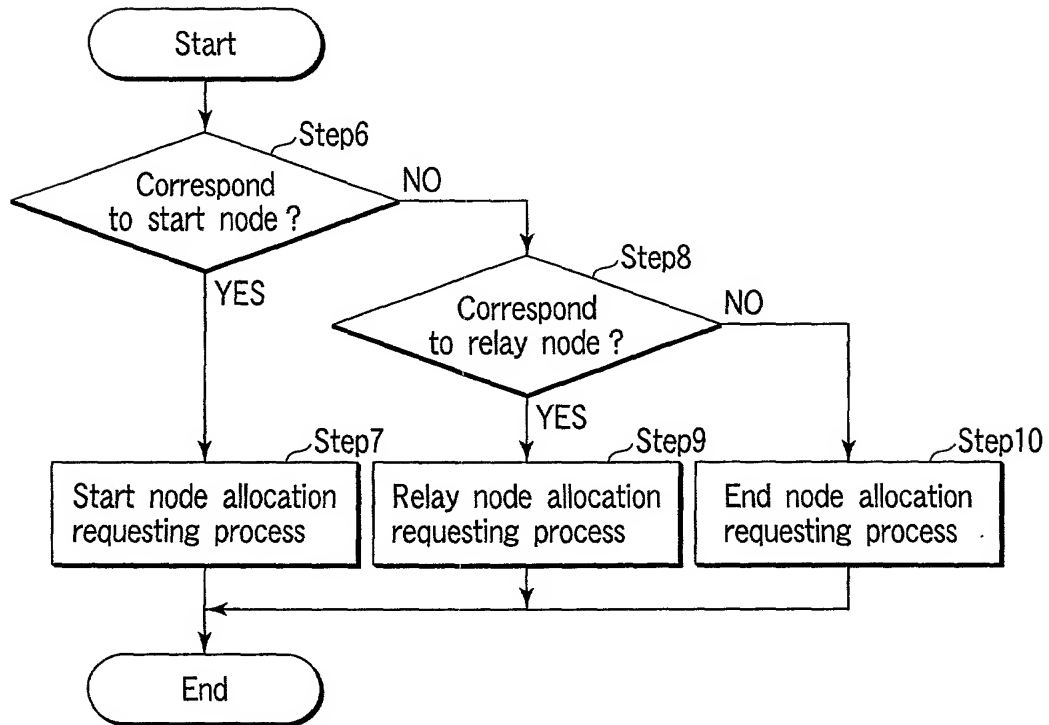 Start
Step6
Correspond
to start node ?
NO
YES
Step8
Correspond
to relay node ?
NO
YES
Step7
Start node allocation
requesting process
Step9
Relay node allocation
requesting process
Step10
End node allocation
requesting process
End